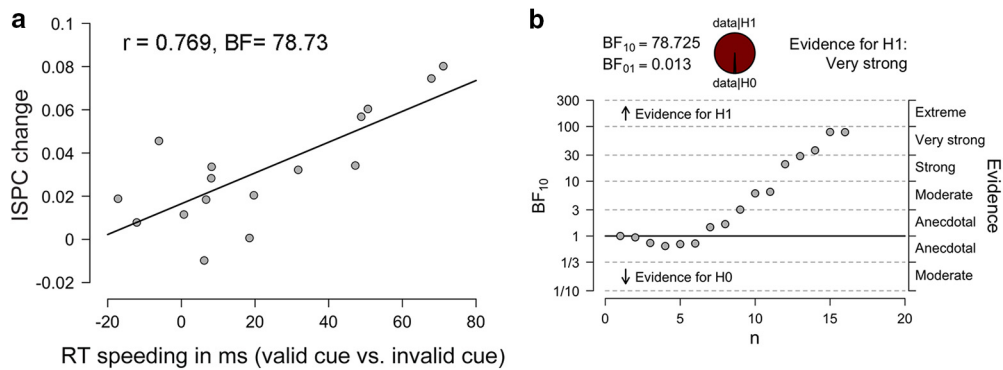 a
r = 0.769, BF= 78.73
ISPC change
0.1
0.08
0.06
0.04
0.02
0
-0.02
-20 0 20 40 60 80
RT speeding in ms (valid cue vs. invalid cue)
b
data|H1
BF10 = 78.725
BF01 = 0.013
data|H0
Evidence for H1:
Very strong
BF10
300
100
30
10
3
1
1/3
1/10
↑ Evidence for H1
↓ Evidence for H0
Extreme
Very strong
Strong
Moderate
Anecdotal
Anecdotal
Moderate
Evidence
0 5 10 15 20
n